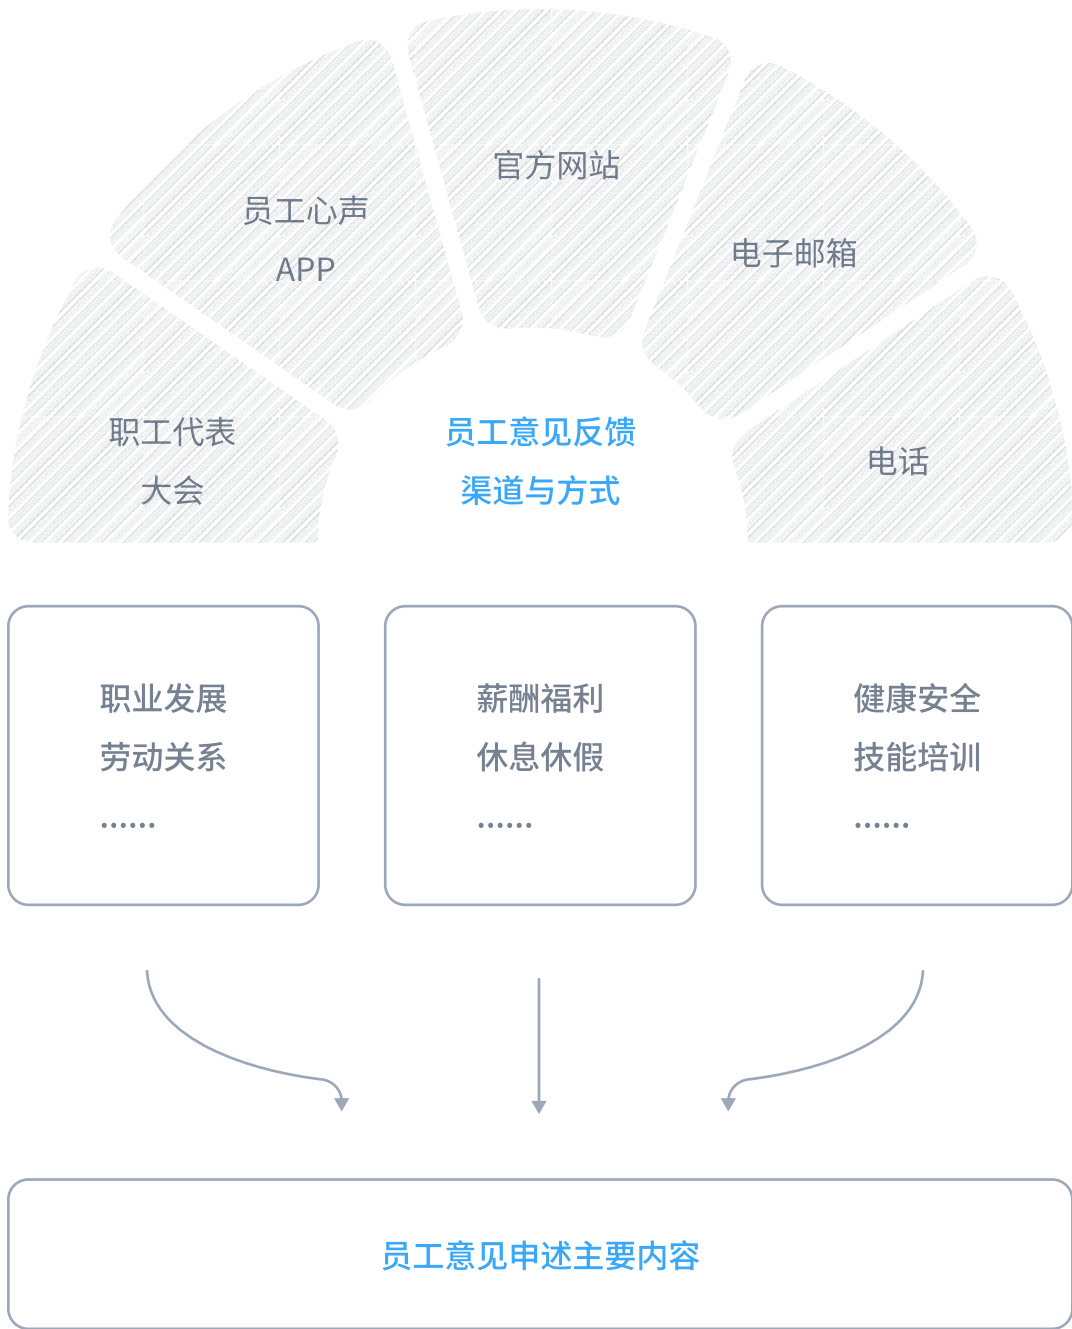 官方网站
员工心声
APP
电子邮箱
职工代表
大会
员工意见反馈
渠道与方式
电话
职业发展
劳动关系
......
薪酬福利
休息休假
......
健康安全
技能培训
......
员工意见申述主要内容